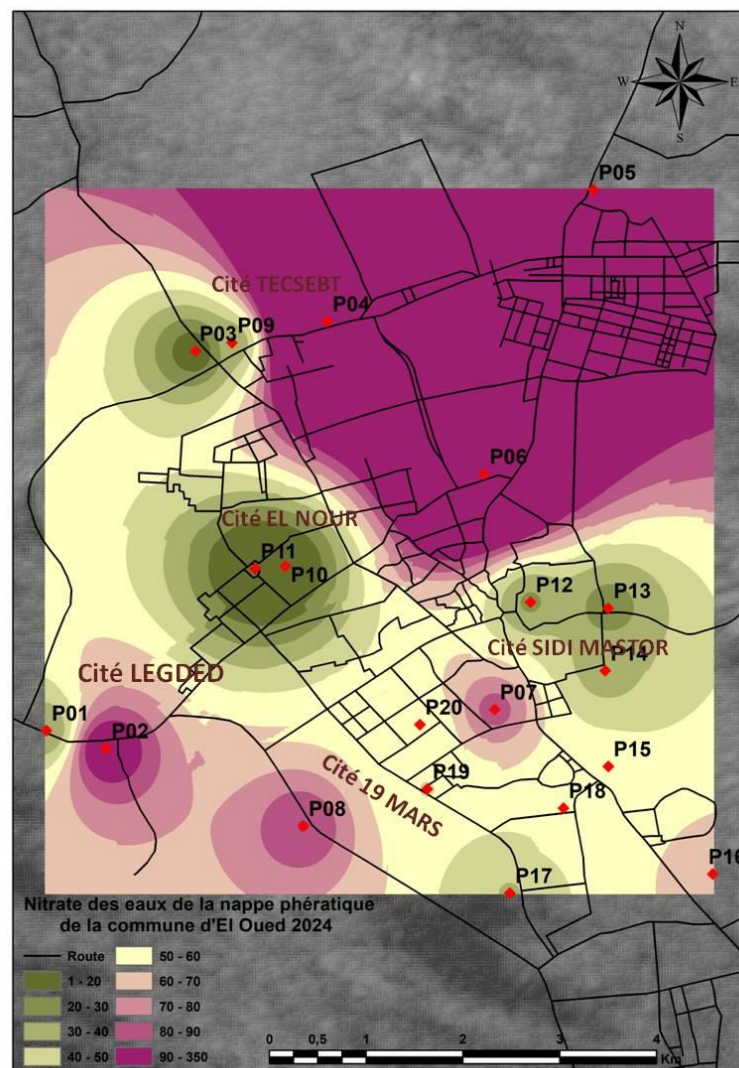 N
W
E
S
P05
Cité TECSEBT
P04
P03
P09
P06
Cité EL NOUR
P11
P10
P12
P13
Cité SIDI MASTOR
P14
Cité LEGDED
P01
P02
P07
P20
P15
P19
P18
Cité 19 MARS
P08
P16
P17
Nitrate des eaux de la nappe phératique
de la commune d'El Oued 2024
Route
1 - 20
20 - 30
30 - 40
40 - 50
50 - 60
60 - 70
70 - 80
80 - 90
90 - 350
0 0,5 1 2 3 4
Km